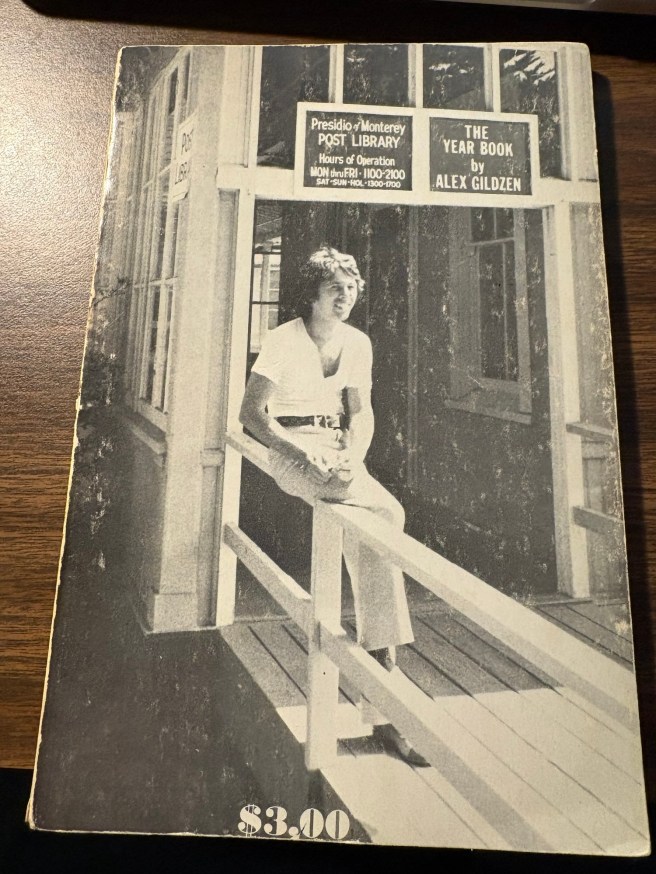 Presidio of Monterey
POST LIBRARY
Hours of Operation
MON thru FRI · 1100-2100
SAT-SUN-HOL-1300-1700
THE
YEAR BOOK
by
ALEX GILDZEN
$3.00